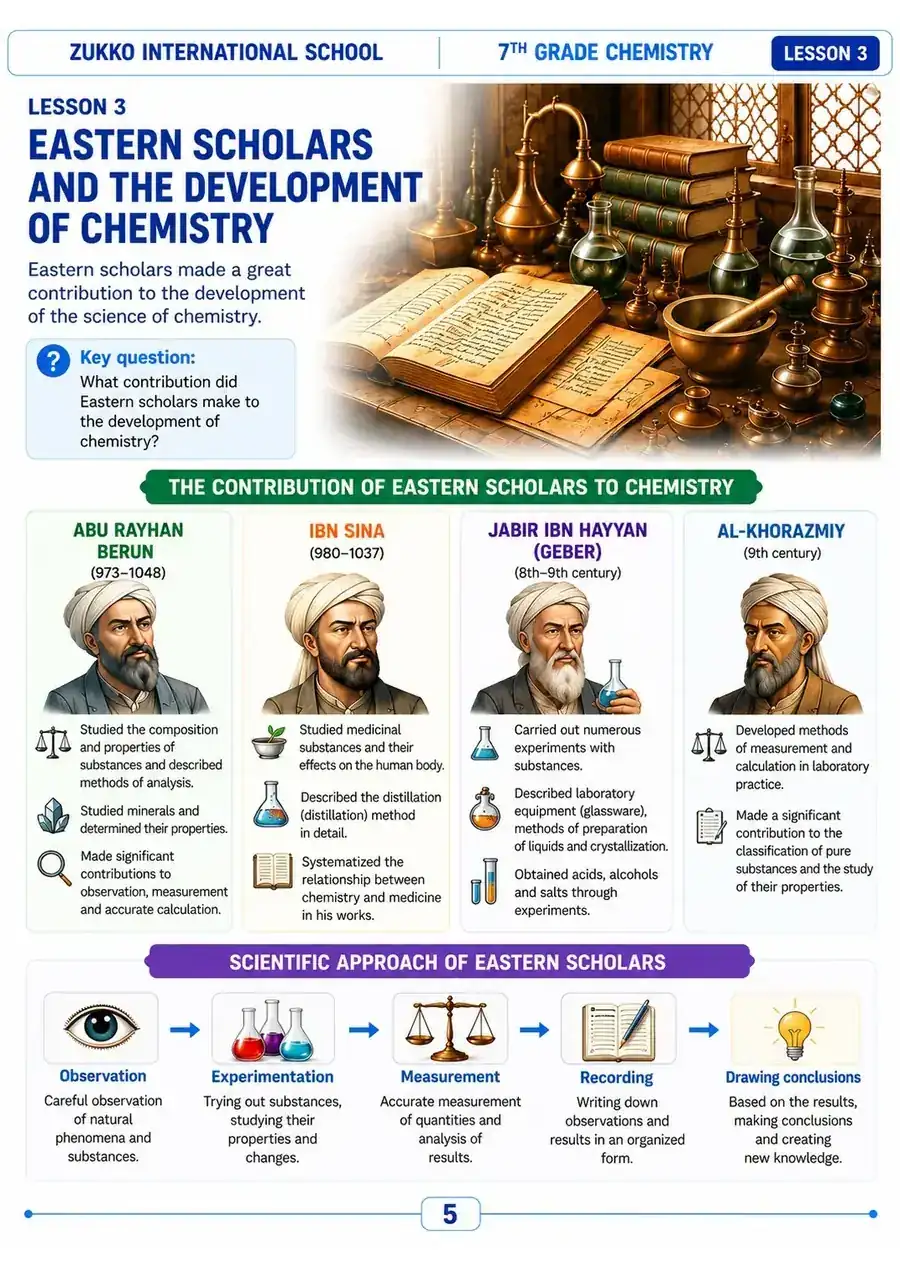 ZUKKO INTERNATIONAL SCHOOL
7TH GRADE CHEMISTRY
LESSON 3
LESSON 3
EASTERN SCHOLARS
AND THE DEVELOPMENT
OF CHEMISTRY
Eastern scholars made a great
contribution to the development
of the science of chemistry.
?
Key question:
What contribution did
Eastern scholars make to
the development of
chemistry?
THE CONTRIBUTION OF EASTERN SCHOLARS TO CHEMISTRY
ABU RAYHAN
BERUN
(973–1048)
Studied the composition
and properties of
substances and described
methods of analysis.
Studied minerals and
determined their properties.
Made significant
contributions to
observation, measurement
and accurate calculation.
IBN SINA
(980–1037)
Studied medicinal
substances and their
effects on the human body.
Described the distillation
(distillation) method
in detail.
Systematized the
relationship between
chemistry and medicine
in his works.
JABIR IBN HAYYAN
(GEBER)
(8th–9th century)
Carried out numerous
experiments with
substances.
Described laboratory
equipment (glassware),
methods of preparation
of liquids and crystallization.
Obtained acids, alcohols
and salts through
experiments.
AL-KHORAZMIY
(9th century)
Developed methods
of measurement and
calculation in laboratory
practice.
Made a significant
contribution to the
classification of pure
substances and the study
of their properties.
SCIENTIFIC APPROACH OF EASTERN SCHOLARS
Observation
Careful observation
of natural
phenomena and
substances.
Experimentation
Trying out substances,
studying their
properties and
changes.
Measurement
Accurate measurement
of quantities and
analysis of
results.
Recording
Writing down
observations and
results in an organized
form.
Drawing conclusions
Based on the results,
making conclusions
and creating
new knowledge.
5